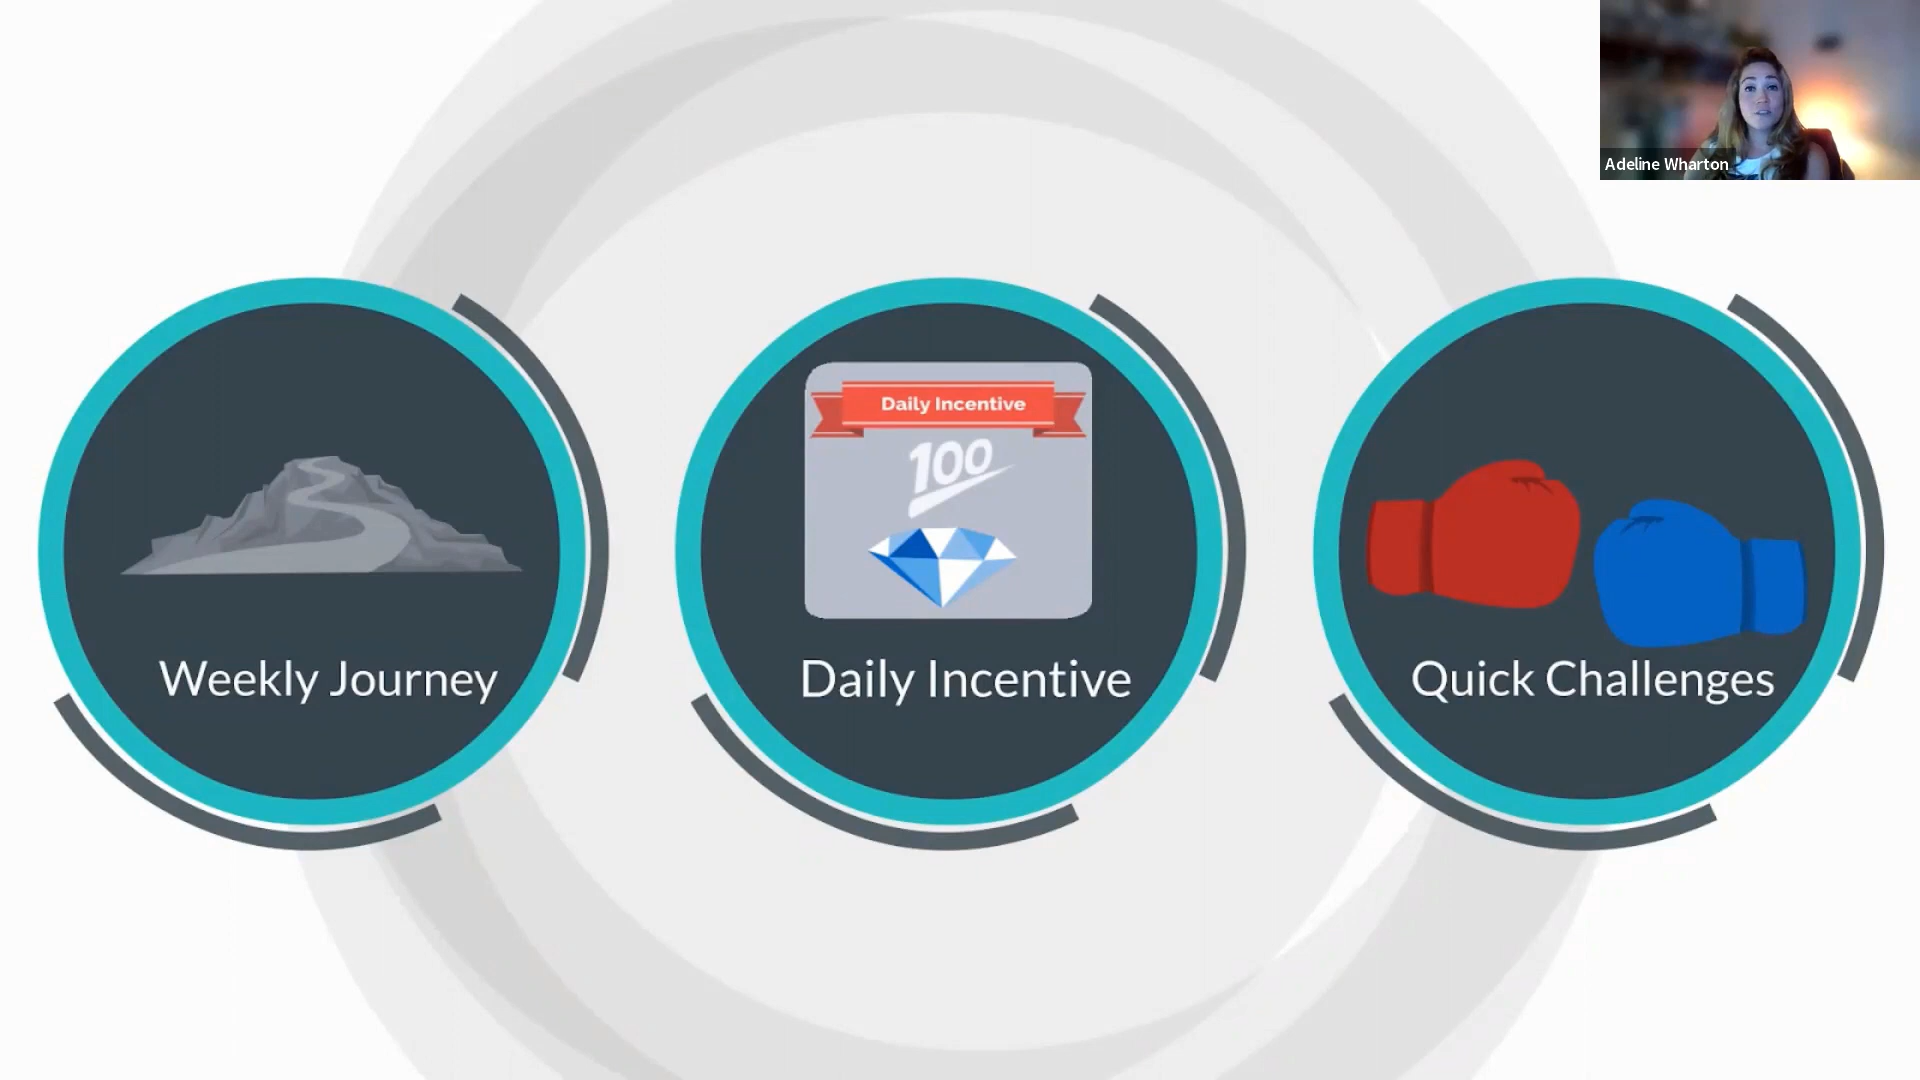 Adeline Wharton
Daily Incentive
100
Weekly Journey
Daily Incentive
Quick Challenges